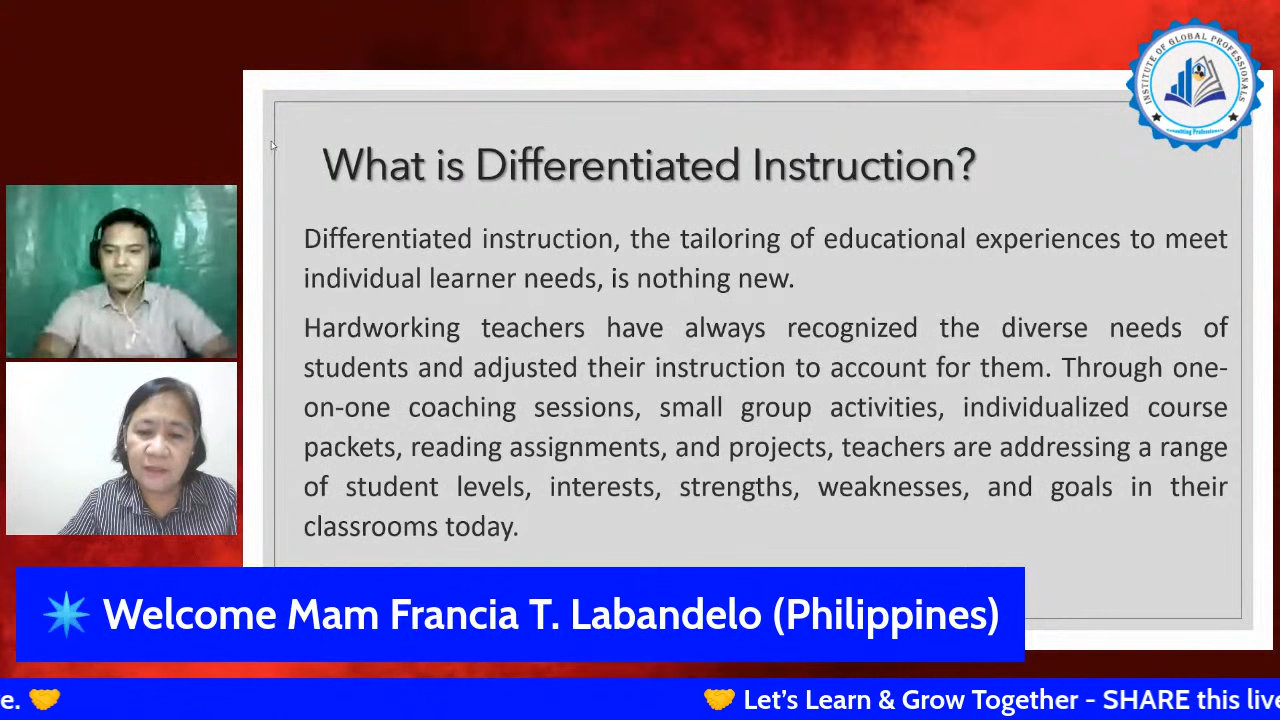 INSTITUTE OF GLOBAL PROFESSIONALS
What is Differentiated Instruction?
Differentiated instruction, the tailoring of educational experiences to meet
individual learner needs, is nothing new.
Hardworking teachers have always recognized the diverse needs of
students and adjusted their instruction to account for them. Through one-
on-one coaching sessions, small group activities, individualized course
packets, reading assignments, and projects, teachers are addressing a range
of student levels, interests, strengths, weaknesses, and goals in their
classrooms today.
Welcome Mam Francia T. Labandelo (Philippines)
e. 🤝 🤝 Let's Learn & Grow Together - SHARE this live